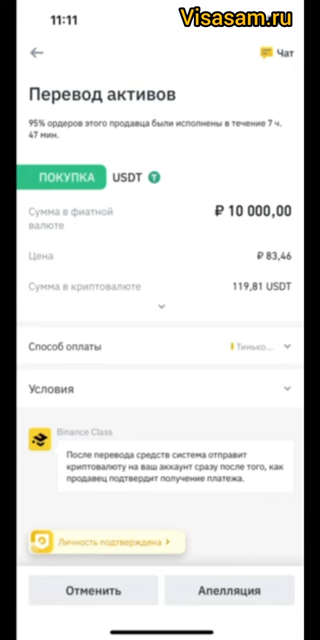 11:11
Visasam.ru
Чат
Перевод активов
95% ордеров этого продавца были исполнены в течение 7 ч.
47 мин.
ПОКУПКА USDT
Сумма в фиатной
валюте
₽ 10 000,00
Цена
₽ 83,46
Сумма в криптовалюте
119,81 USDT
Способ оплаты
Тинько...
Условия
Binance Class
После перевода средств система отправит
криптовалюту на ваш аккаунт сразу после того, как
продавец подтвердит получение платежа.
Личность подтверждена >
Отменить
Апелляция